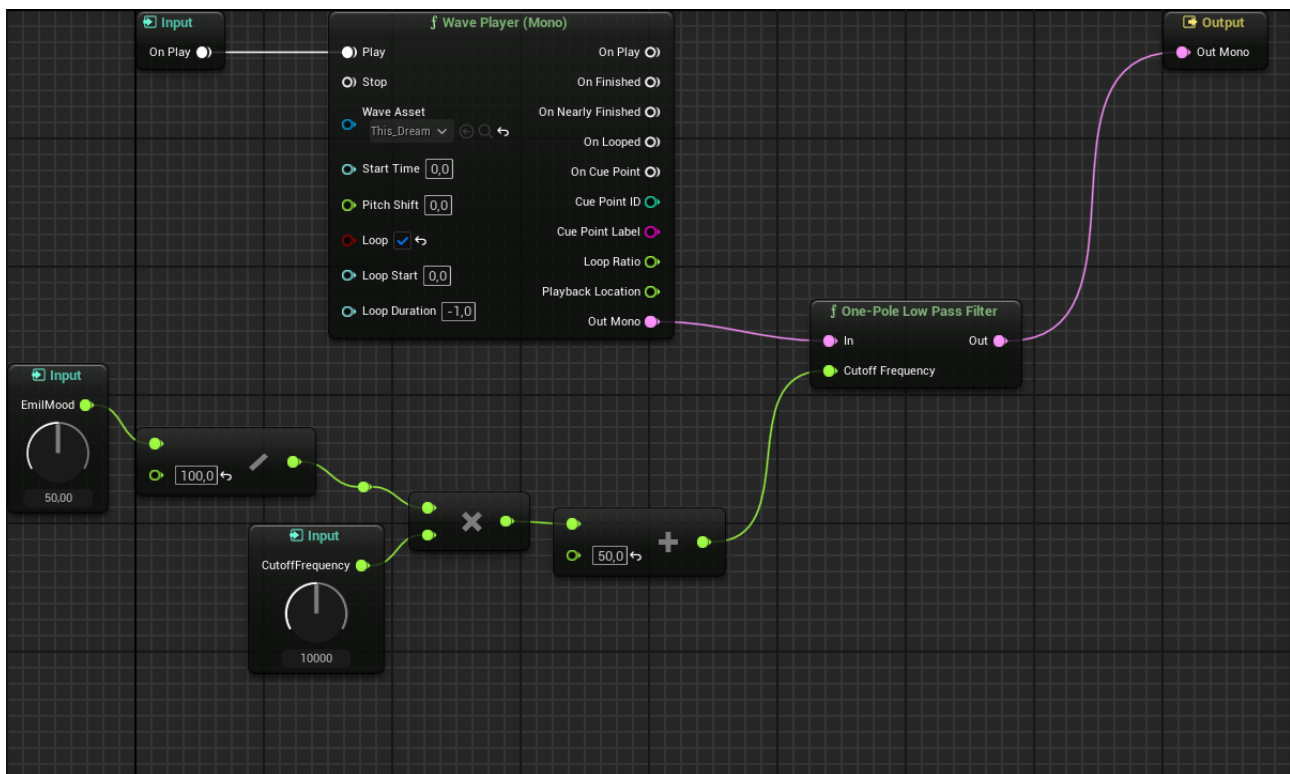 Input
On Play
ƒ Wave Player (Mono)
Play
On Play
Stop
On Finished
Wave Asset
This_Dream
On Nearly Finished
On Looped
Start Time 0,0
On Cue Point
Pitch Shift 0,0
Cue Point ID
Cue Point Label
Loop
Loop Ratio
Loop Start 0,0
Playback Location
Loop Duration -1,0
Out Mono
Output
Out Mono
ƒ One-Pole Low Pass Filter
In
Out
Cutoff Frequency
Input
EmilMood
50,00
100,0
Input
CutoffFrequency
10000
50,0